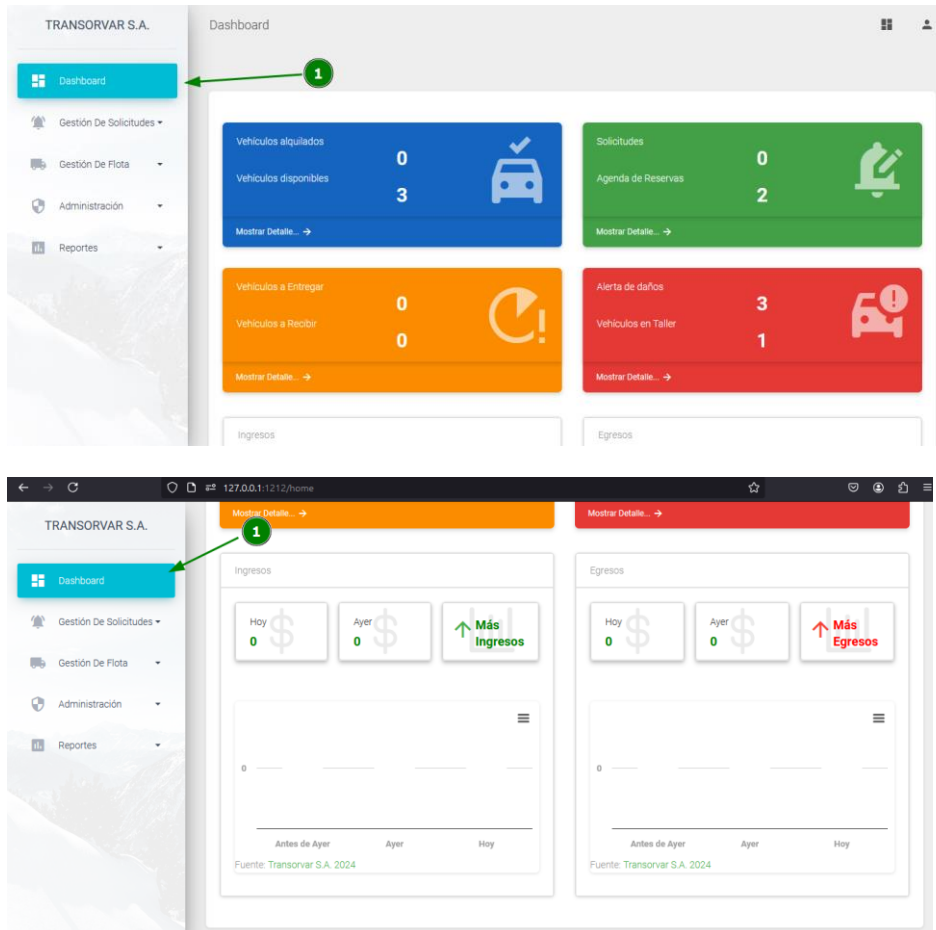 TRANSORVAR S.A.
Dashboard
Dashboard
1
Gestión De Solicitudes
Gestión De Flota
Administración
Reportes
Vehículos alquilados
0
Vehículos disponibles
3
Mostrar Detalle... →
Solicitudes
0
Agenda de Reservas
2
Mostrar Detalle... →
Vehículos a Entregar
0
Vehículos a Recibir
0
Mostrar Detalle... →
Alerta de daños
3
Vehículos en Taller
1
Mostrar Detalle... →
Ingresos
Egresos
127.0.0.1:1212/home
TRANSORVAR S.A.
1
Dashboard
Gestión De Solicitudes
Gestión De Flota
Administración
Reportes
Mostrar Detalle... →
Mostrar Detalle... →
Ingresos
Hoy
0
Ayer
0
Más
Ingresos
0
Antes de Ayer Ayer Hoy
Fuente: Transorvar S.A. 2024
Egresos
Hoy
0
Ayer
0
Más
Egresos
0
Antes de Ayer Ayer Hoy
Fuente: Transorvar S.A. 2024